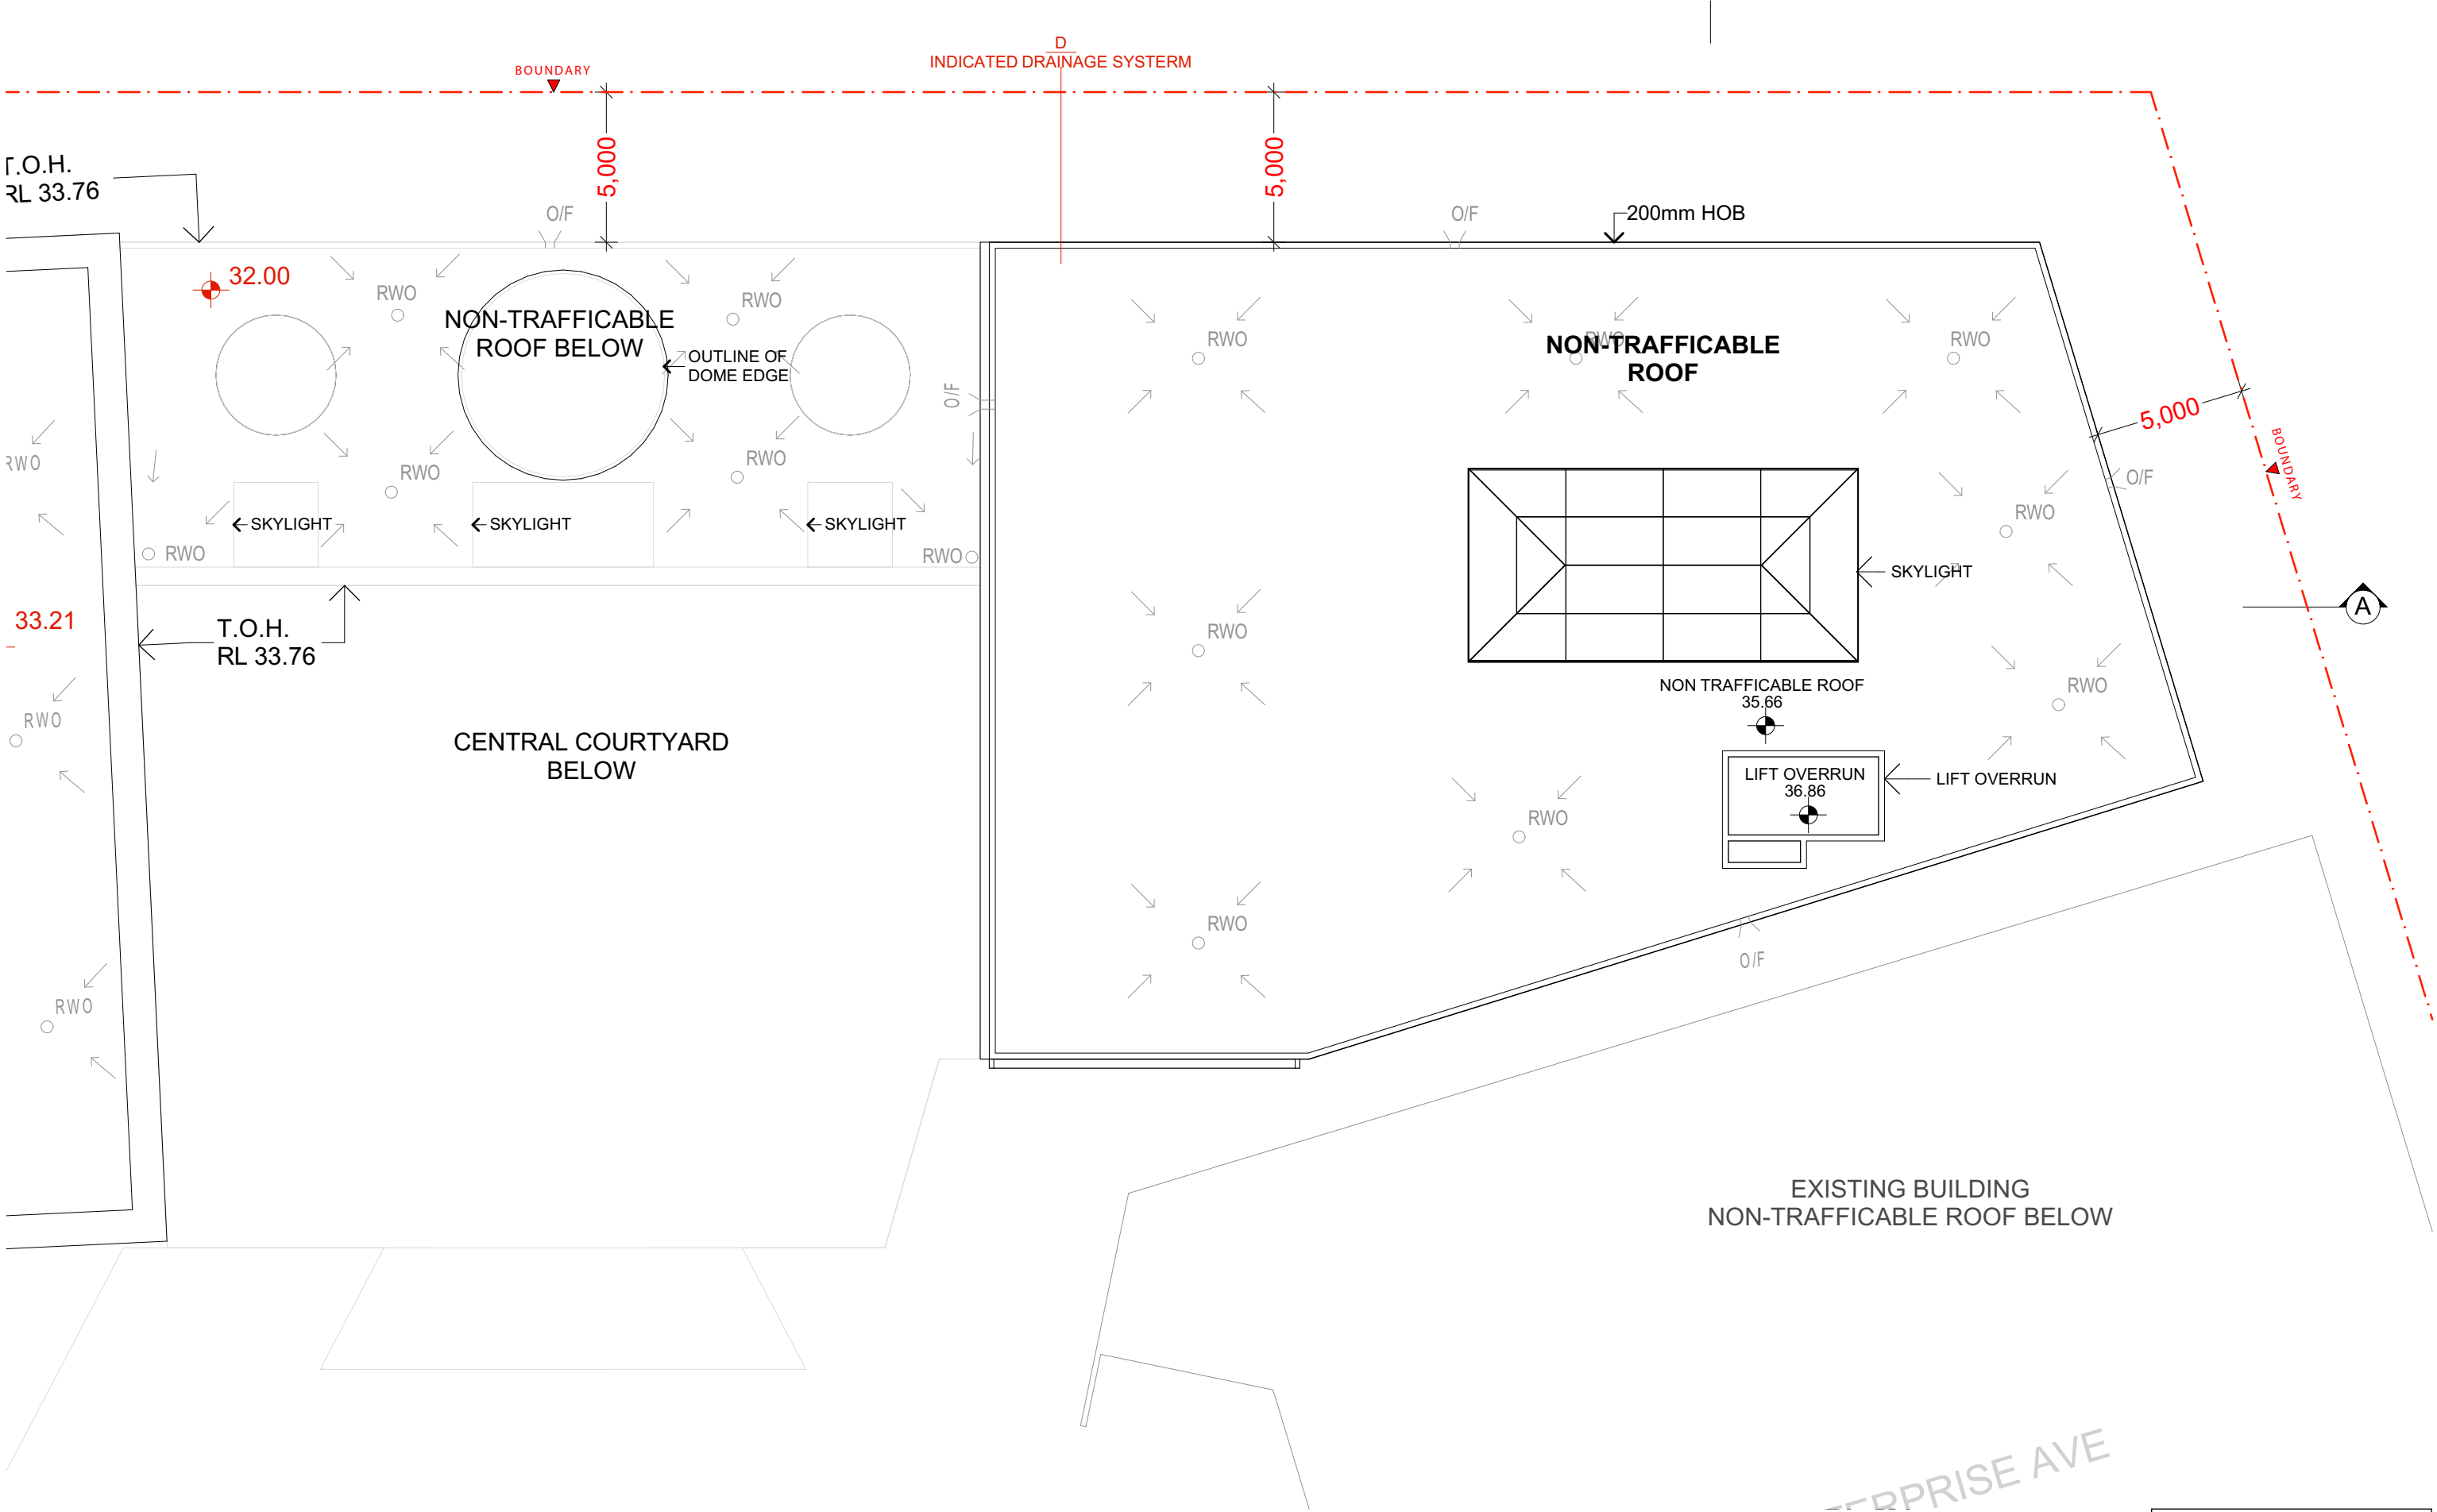 D
INDICATED DRAINAGE SYSTERM
BOUNDARY
5,000
5,000
T.O.H.
RL 33.76
O/F
O/F
200mm HOB
32.00
RWO
RWO
NON-TRAFFICABLE
ROOF BELOW
OUTLINE OF
DOME EDGE
RWO
RWO
RWO
NON-TRAFFICABLE
ROOF
O/F
5,000
BOUNDARY
RWO
RWO
RWO
O/F
RWO
SKYLIGHT
SKYLIGHT
SKYLIGHT
RWO
RWO
SKYLIGHT
A
33.21
T.O.H.
RL 33.76
RWO
NON TRAFFICABLE ROOF
35.66
RWO
RWO
CENTRAL COURTYARD
BELOW
LIFT OVERRUN
36.86
LIFT OVERRUN
RWO
RWO
O/F
RWO
EXISTING BUILDING
NON-TRAFFICABLE ROOF BELOW
TERPRISE AVE